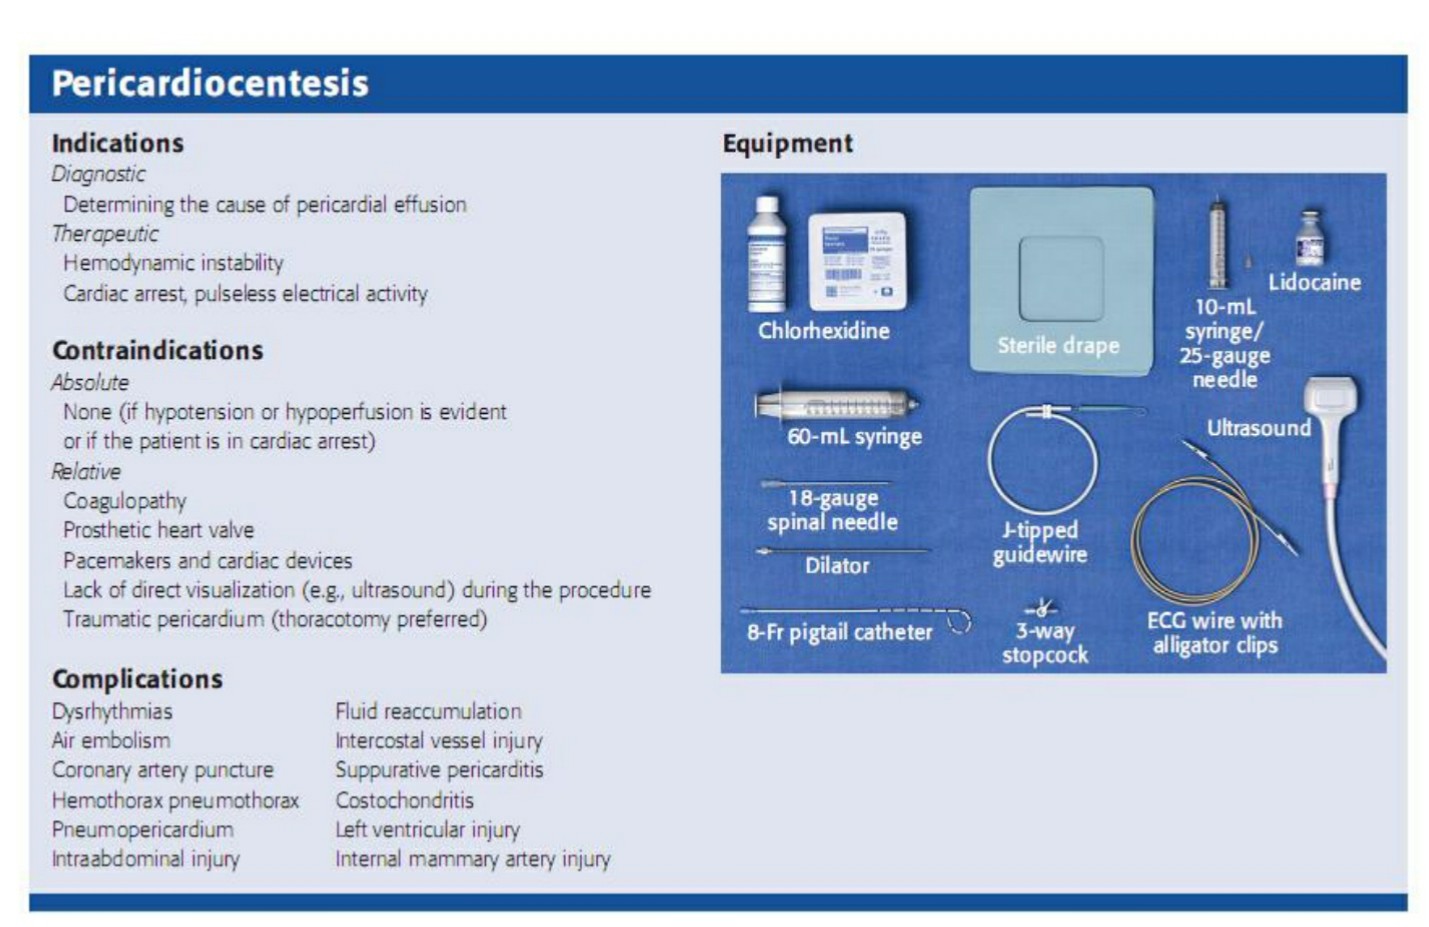 Pericardiocentesis
Indications
Diagnostic
Determining the cause of pericardial effusion
Therapeutic
Hemodynamic instability
Cardiac arrest, pulseless electrical activity
Contraindications
Absolute
None (if hypotension or hypoperfusion is evident
or if the patient is in cardiac arrest)
Relative
Coagulopathy
Prosthetic heart valve
Pacemakers and cardiac devices
Lack of direct visualization (e.g., ultrasound) during the procedure
Traumatic pericardium (thoracotomy preferred)
Complications
Dysrhythmias
Air embolism
Coronary artery puncture
Hemothorax pneumothorax
Pneumopericardium
Intraabdominal injury
Fluid reaccumulation
Intercostal vessel injury
Suppurative pericarditis
Costochondritis
Left ventricular injury
Internal mammary artery injury
Equipment
Chlorhexidine
Sterile drape
10-mL
syringe/
25-gauge
needle
Lidocaine
60-mL syringe
Ultrasound
18-gauge
spinal needle
J-tipped
guidewire
Dilator
8-Fr pigtail catheter
3-way
stopcock
ECG wire with
alligator clips